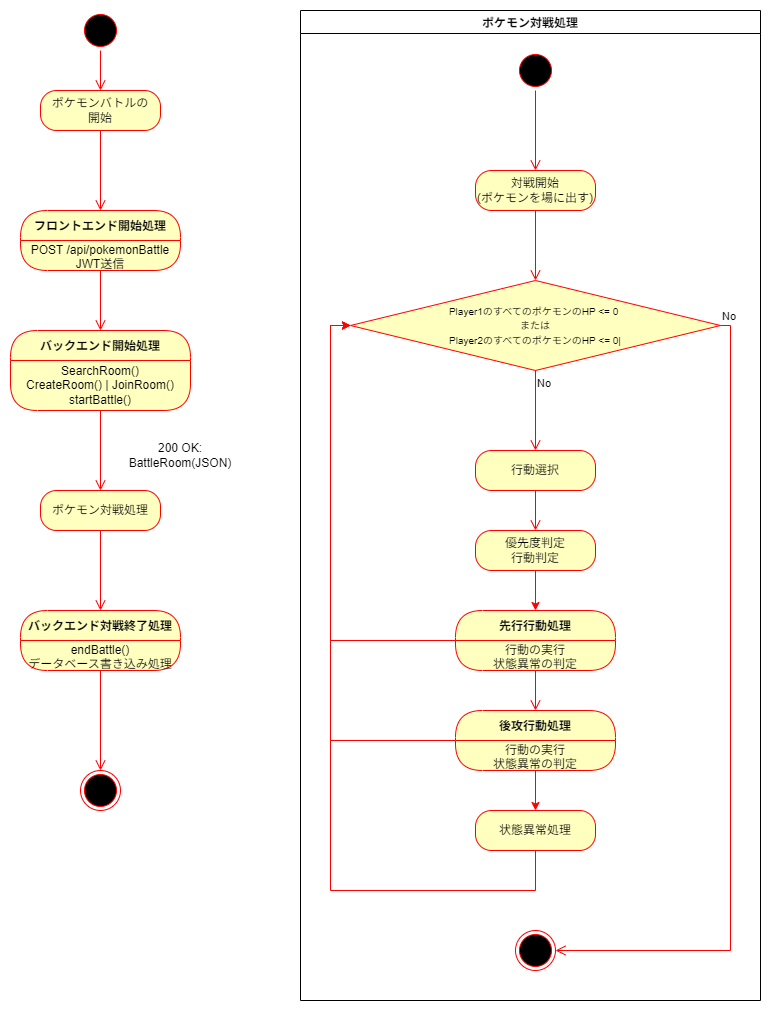 ポケモンバトルの
開始
フロントエンド開始処理
POST /api/pokemonBattle
JWT送信
バックエンド開始処理
SearchRoom()
CreateRoom() | JoinRoom()
startBattle()
200 OK:
BattleRoom(JSON)
ポケモン対戦処理
バックエンド対戦終了処理
endBattle()
データベース書き込み処理
ポケモン対戦処理
対戦開始
(ポケモンを場に出す)
Player1のすべてのポケモンのHP <= 0
または
Player2のすべてのポケモンのHP <= 0|
No
No
行動選択
優先度判定
行動判定
先行行動処理
行動の実行
状態異常の判定
後攻行動処理
行動の実行
状態異常の判定
状態異常処理